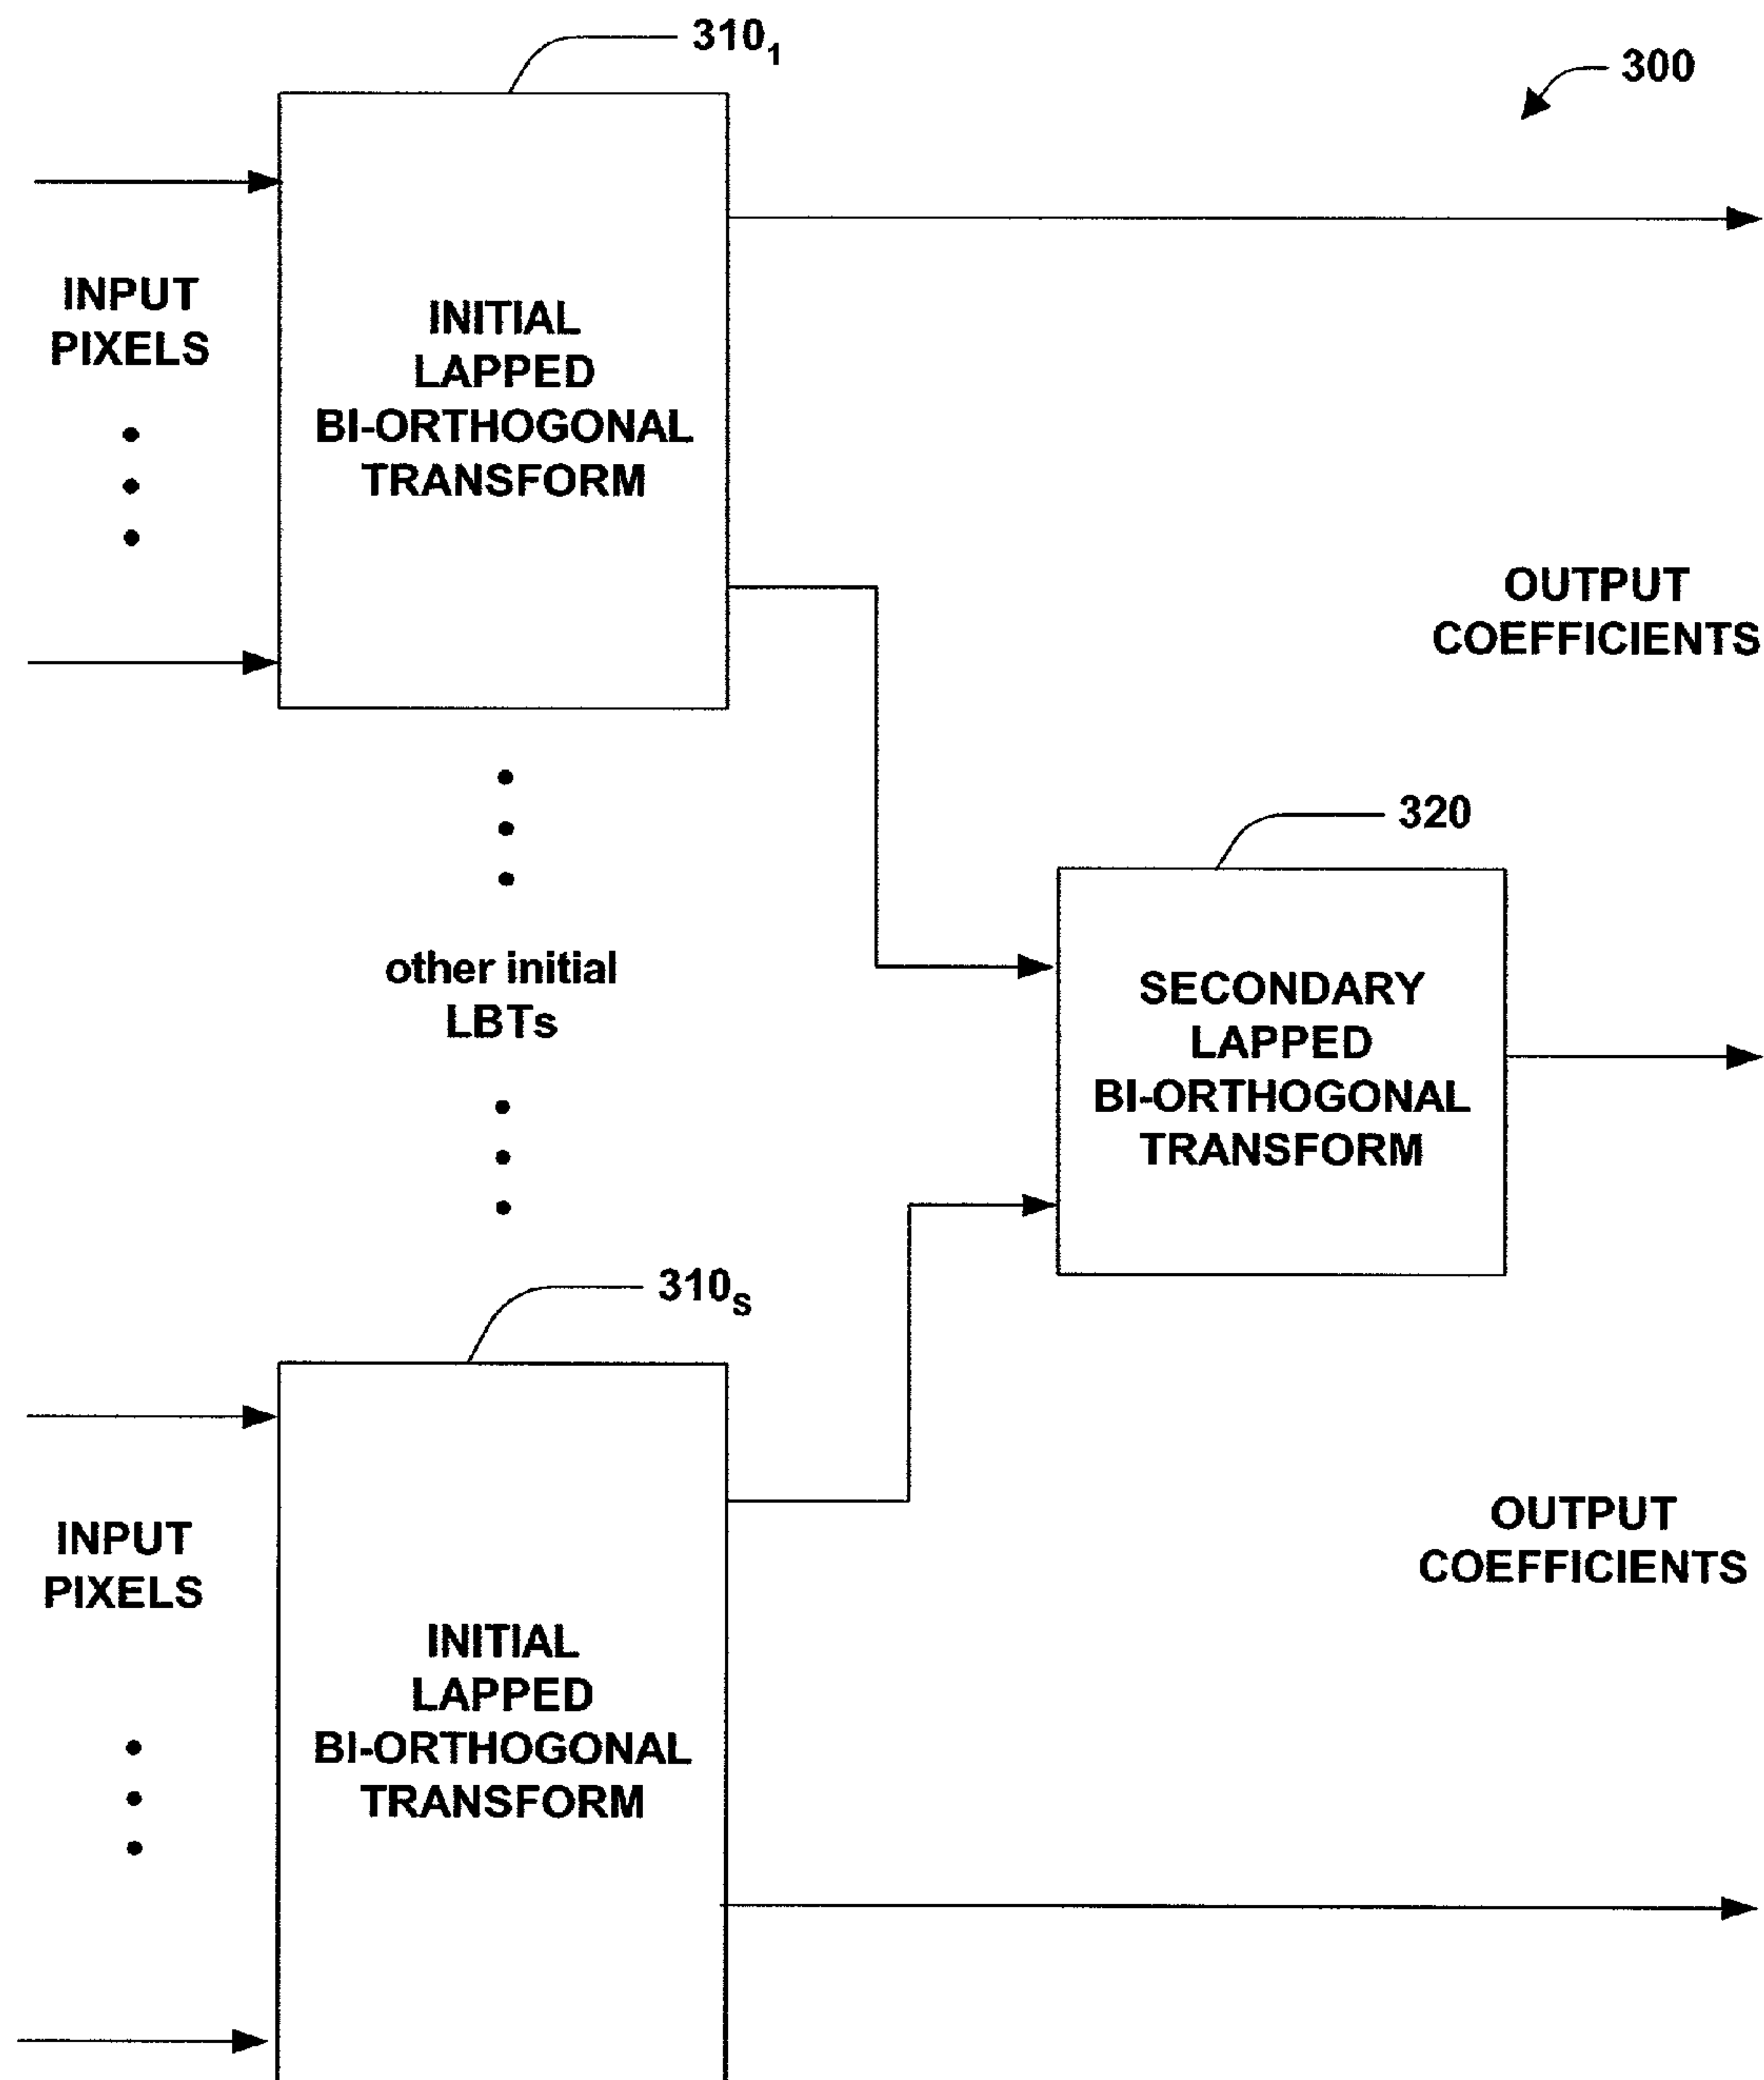 310₁
300
INPUT
PIXELS
INITIAL
LAPPED
BI-ORTHOGONAL
TRANSFORM
OUTPUT
COEFFICIENTS
320
other initial
LBTs
SECONDARY
LAPPED
BI-ORTHOGONAL
TRANSFORM
310ₛ
INPUT
PIXELS
OUTPUT
COEFFICIENTS
INITIAL
LAPPED
BI-ORTHOGONAL
TRANSFORM